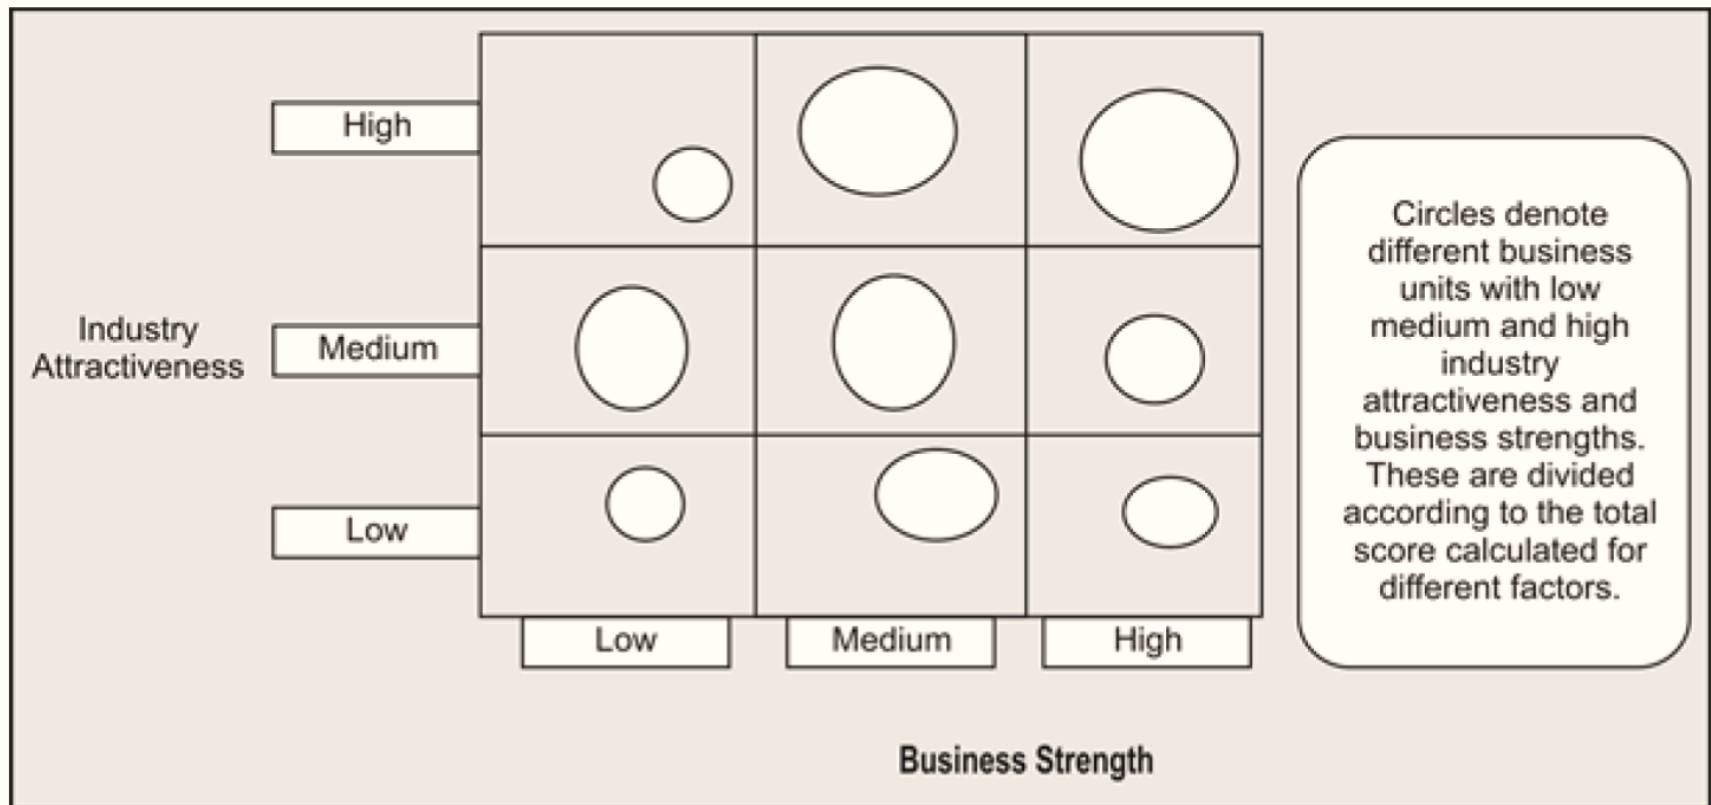 High
Industry
Attractiveness
Medium
Low
Low
Medium
High
Business Strength
Circles denote
different business
units with low
medium and high
industry
attractiveness and
business strengths.
These are divided
according to the total
score calculated for
different factors.